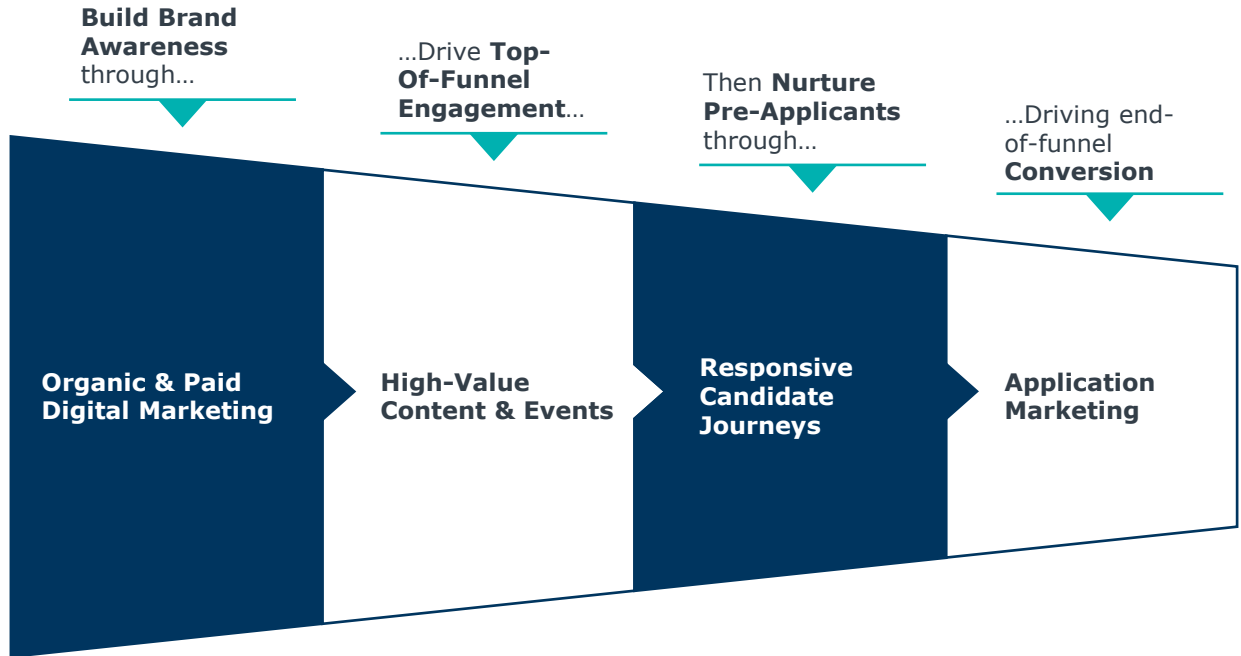 Build Brand
Awareness
through…
…Drive Top-
Of-Funnel
Engagement…
Then Nurture
Pre-Applicants
through…
…Driving end-
of-funnel
Conversion
Organic & Paid
Digital Marketing
High-Value
Content & Events
Responsive
Candidate
Journeys
Application
Marketing